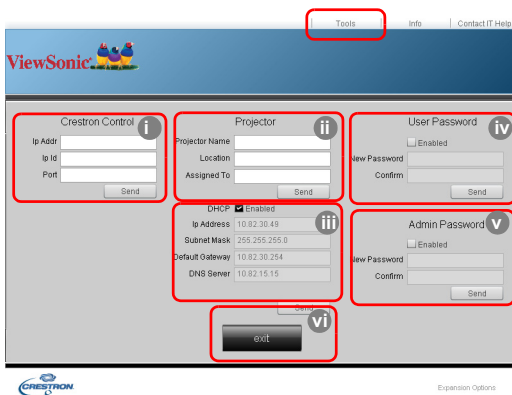 Tools Info Contact IT Help
ViewSonic
Crestron Control i
Ip Addr
Ip Id
Port
Send
Projector ii
Projector Name
Location
Assigned To
Send
DHCP Enabled iii
Ip Address 10.82.30.49
Subnet Mask 255.255.255.0
Default Gateway 10.82.30.254
DNS Server 10.82.15.15
Send
User Password iv
Enabled
New Password
Confirm
Send
Admin Password v
Enabled
New Password
Confirm
Send
vi
exit
CRESTRON
Expansion Options